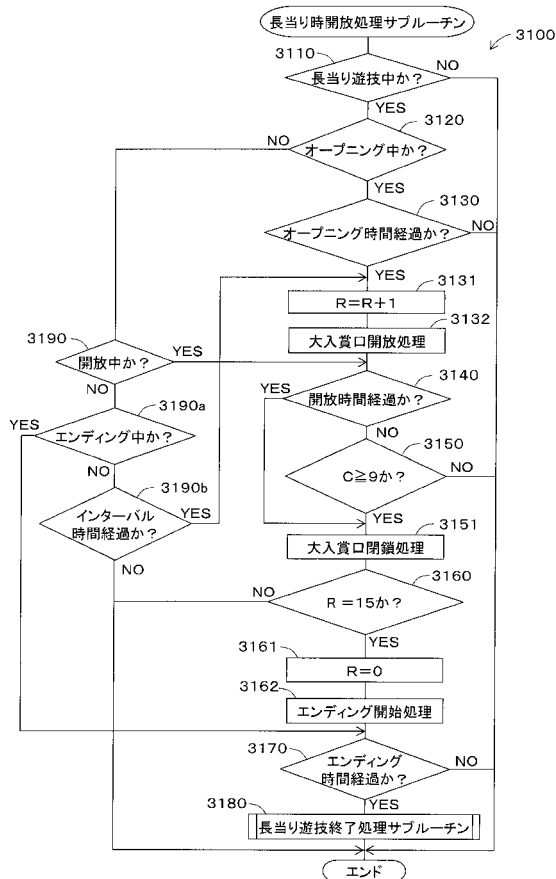 長当り時開放処理サブルーチン
3100
3110
長当り遊技中か？
NO
YES
3120
NO
オープニング中か？
YES
3130
オープニング時間経過か？
NO
YES
3131
R＝R＋1
3132
大入賞口開放処理
3190
開放中か？
YES
NO
3140
開放時間経過か？
YES
NO
3190a
YES
エンディング中か？
NO
3150
C≧9か？
NO
YES
3190b
インターバル
時間経過か？
YES
NO
3151
大入賞口閉鎖処理
3160
NO
R＝15か？
YES
3161
R＝0
3162
エンディング開始処理
3170
エンディング
時間経過か？
NO
YES
3180
長当り遊技終了処理サブルーチン
エンド